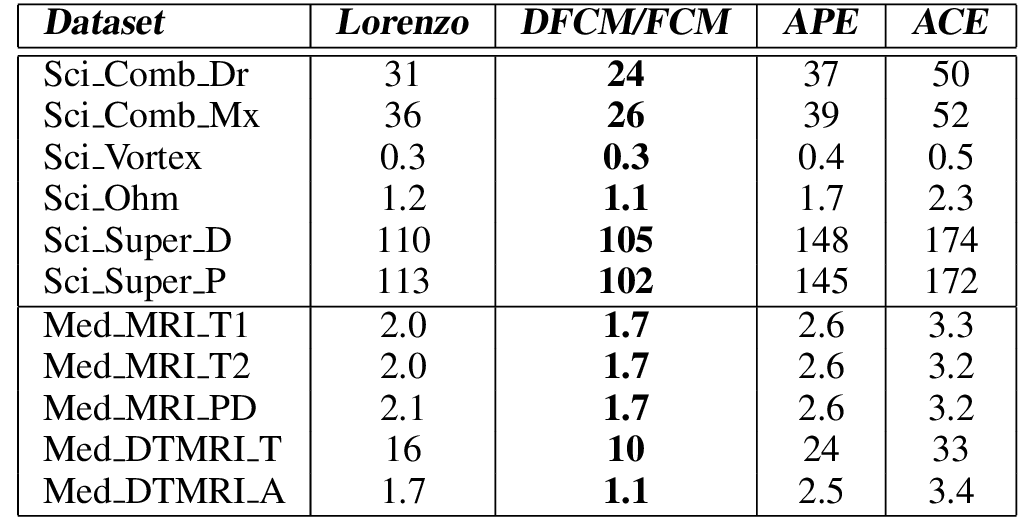 Dataset Lorenzo DFCM/FCM APE ACE
Sci_Comb_Dr 31 24 37 50
Sci_Comb_Mx 36 26 39 52
Sci_Vortex 0.3 0.3 0.4 0.5
Sci_Ohm 1.2 1.1 1.7 2.3
Sci_Super_D 110 105 148 174
Sci_Super_P 113 102 145 172
Med_MRI_T1 2.0 1.7 2.6 3.3
Med_MRI_T2 2.0 1.7 2.6 3.2
Med_MRI_PD 2.1 1.7 2.6 3.2
Med_DTMRI_T 16 10 24 33
Med_DTMRI_A 1.7 1.1 2.5 3.4